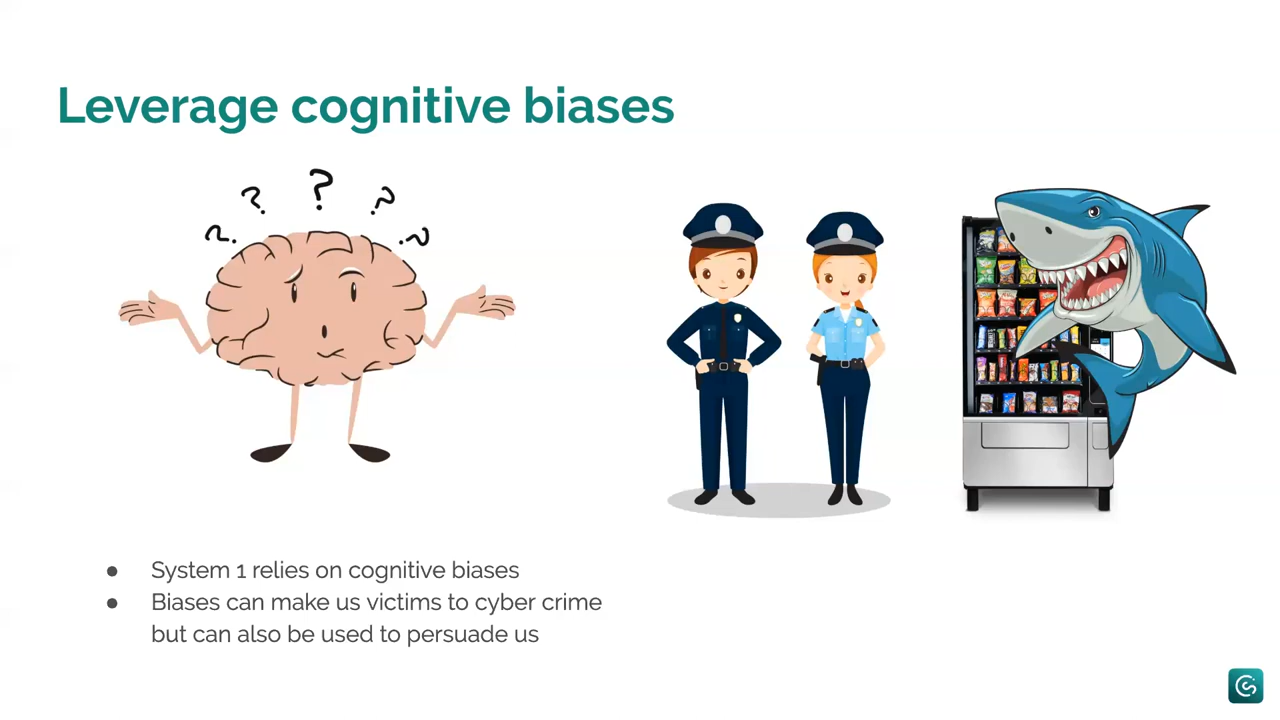 Leverage cognitive biases
? ? ? ? ?
● System 1 relies on cognitive biases
● Biases can make us victims to cyber crime
but can also be used to persuade us